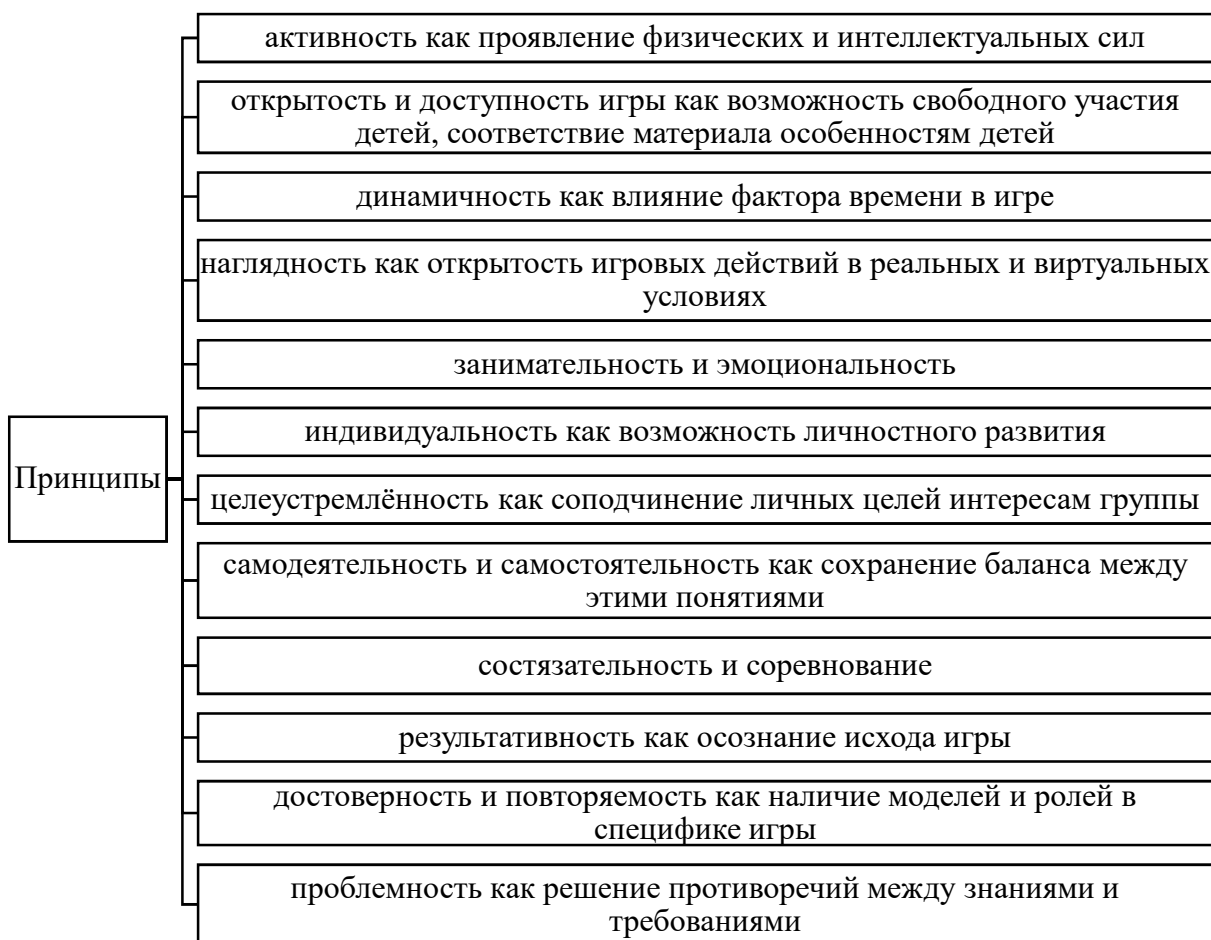 активность как проявление физических и интеллектуальных сил
открытость и доступность игры как возможность свободного участия
детей, соответствие материала особенностям детей
динамичность как влияние фактора времени в игре
наглядность как открытость игровых действий в реальных и виртуальных
условиях
занимательность и эмоциональность
индивидуальность как возможность личностного развития
Принципы
целеустремлённость как соподчинение личных целей интересам группы
самодеятельность и самостоятельность как сохранение баланса между
этими понятиями
состязательность и соревнование
результативность как осознание исхода игры
достоверность и повторяемость как наличие моделей и ролей в
специфике игры
проблемность как решение противоречий между знаниями и
требованиями